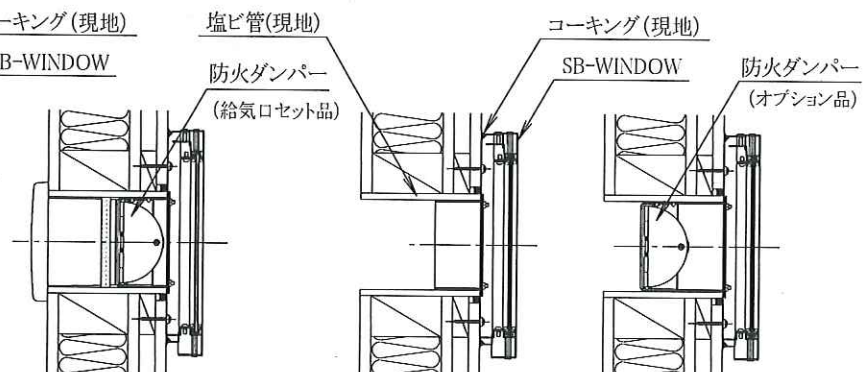 ーキング(現地)
B-WINDOW
塩ビ管(現地)
防火ダンパー
(給気口セット品)
コーキング(現地)
SB-WINDOW
防火ダンパー
(オプション品)